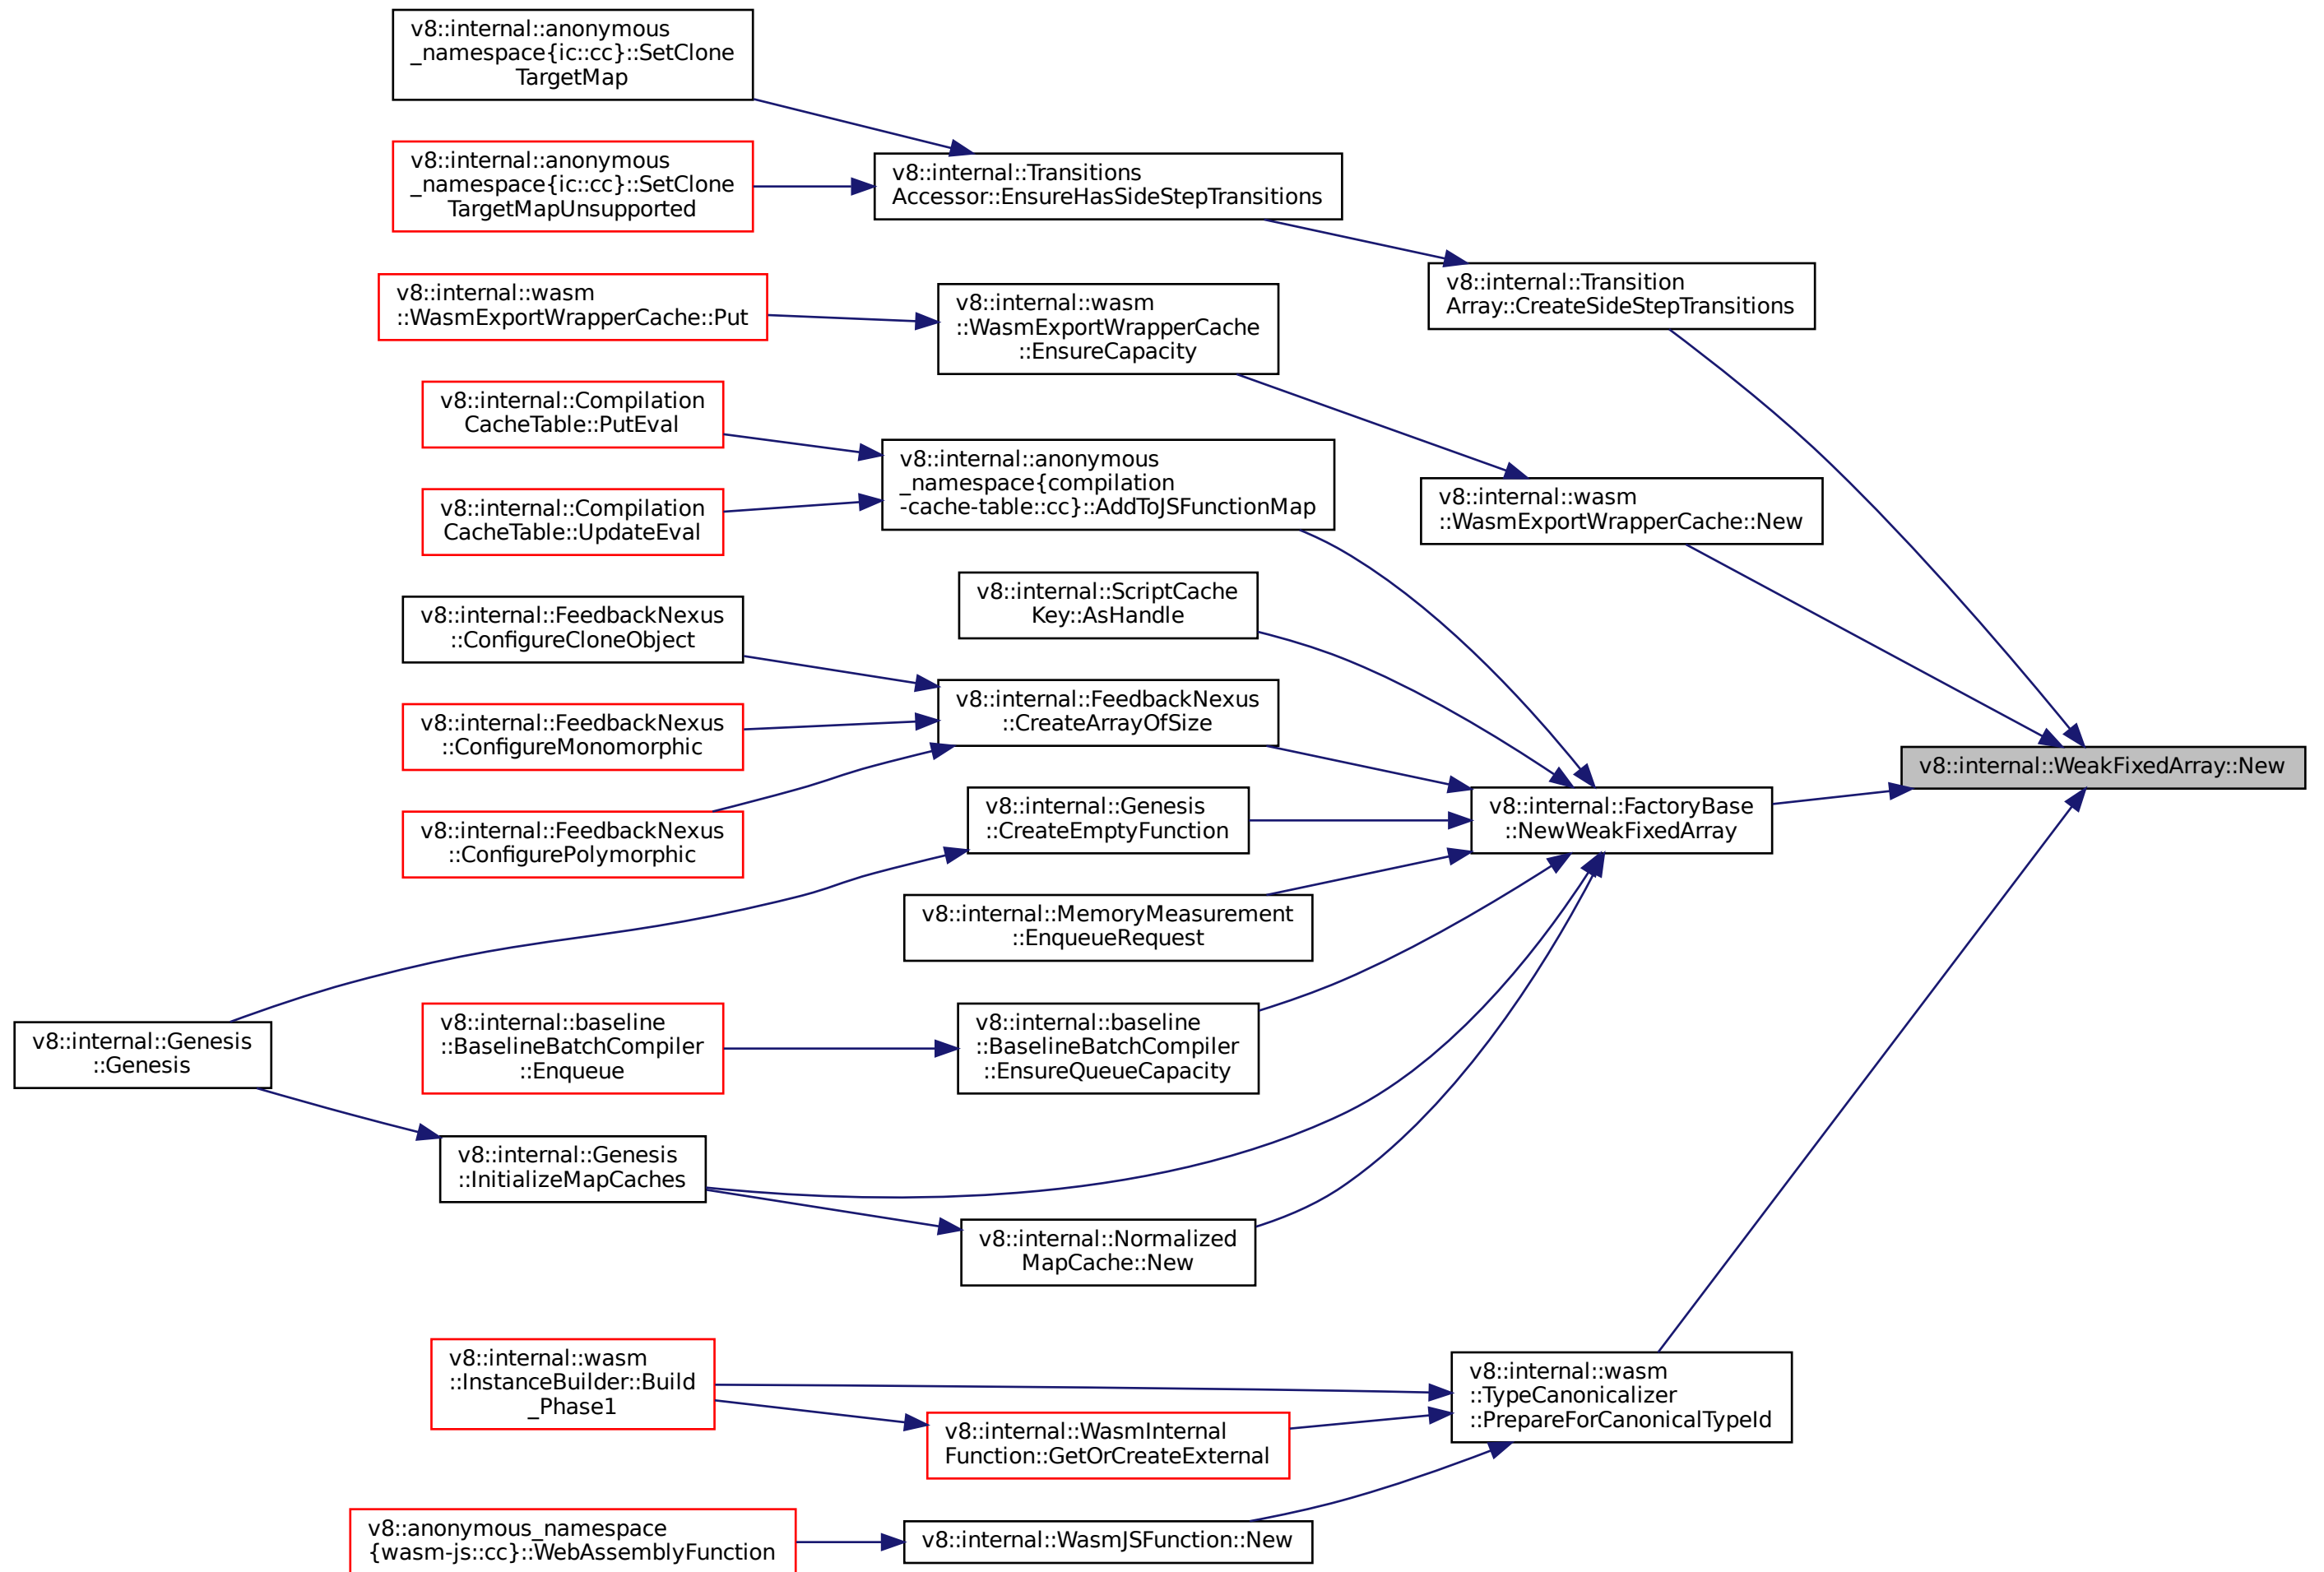 v8::internal::anonymous
_namespace{ic::cc}::SetClone
TargetMap
v8::internal::anonymous
_namespace{ic::cc}::SetClone
TargetMapUnsupported
v8::internal::Transitions
Accessor::EnsureHasSideStepTransitions
v8::internal::wasm
::WasmExportWrapperCache::Put
v8::internal::wasm
::WasmExportWrapperCache
::EnsureCapacity
v8::internal::Transition
Array::CreateSideStepTransitions
v8::internal::Compilation
CacheTable::PutEval
v8::internal::Compilation
CacheTable::UpdateEval
v8::internal::anonymous
_namespace{compilation
-cache-table::cc}::AddToJSFunctionMap
v8::internal::wasm
::WasmExportWrapperCache::New
v8::internal::ScriptCache
Key::AsHandle
v8::internal::FeedbackNexus
::ConfigureCloneObject
v8::internal::FeedbackNexus
::ConfigureMonomorphic
v8::internal::FeedbackNexus
::ConfigurePolymorphic
v8::internal::FeedbackNexus
::CreateArrayOfSize
v8::internal::Genesis
::CreateEmptyFunction
v8::internal::FactoryBase
::NewWeakFixedArray
v8::internal::WeakFixedArray::New
v8::internal::MemoryMeasurement
::EnqueueRequest
v8::internal::Genesis
::Genesis
v8::internal::baseline
::BaselineBatchCompiler
::Enqueue
v8::internal::baseline
::BaselineBatchCompiler
::EnsureQueueCapacity
v8::internal::Genesis
::InitializeMapCaches
v8::internal::Normalized
MapCache::New
v8::internal::wasm
::InstanceBuilder::Build
_Phase1
v8::internal::WasmInternal
Function::GetOrCreateExternal
v8::internal::wasm
::TypeCanonicalizer
::PrepareForCanonicalTypeId
v8::anonymous_namespace
{wasm-js::cc}::WebAssemblyFunction
v8::internal::WasmJSFunction::New